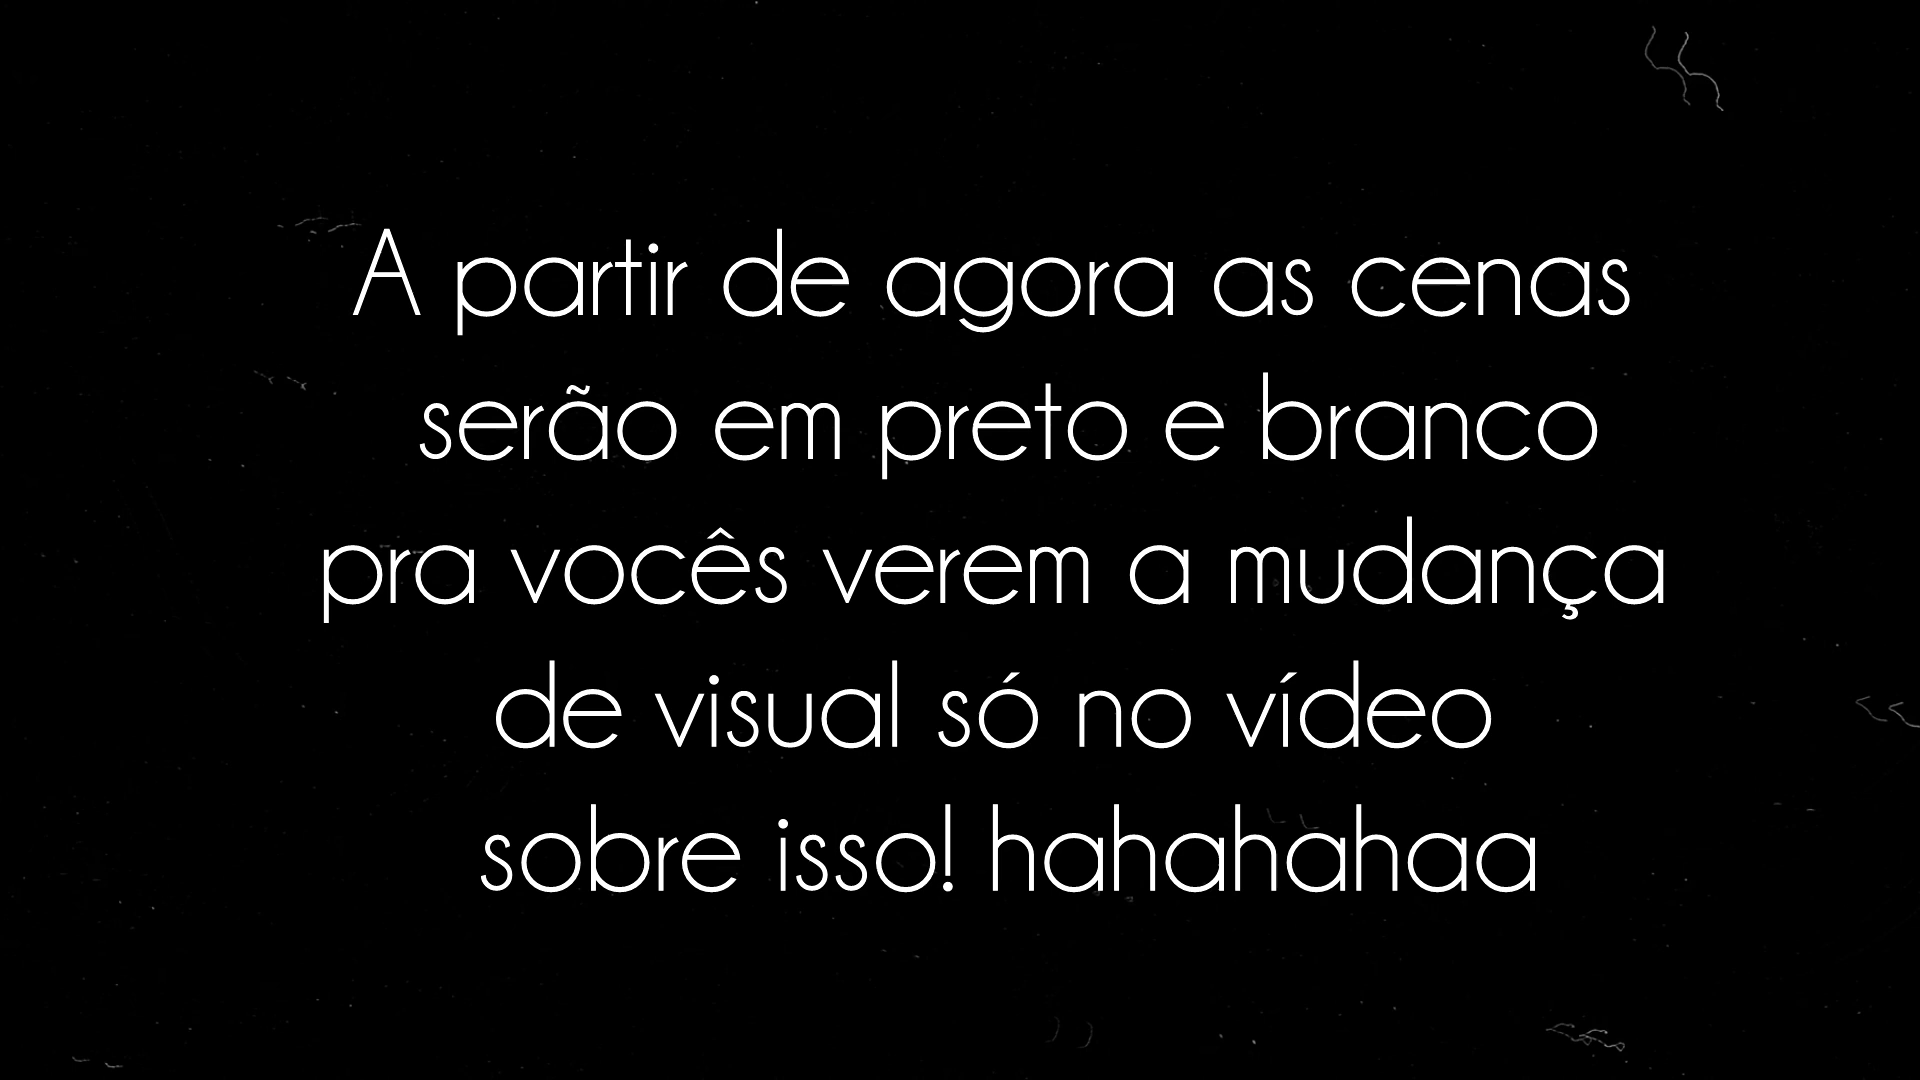 A partir de agora as cenas
serão em preto e branco
pra vocês verem a mudança
de visual só no vídeo
sobre isso! hahahahaa